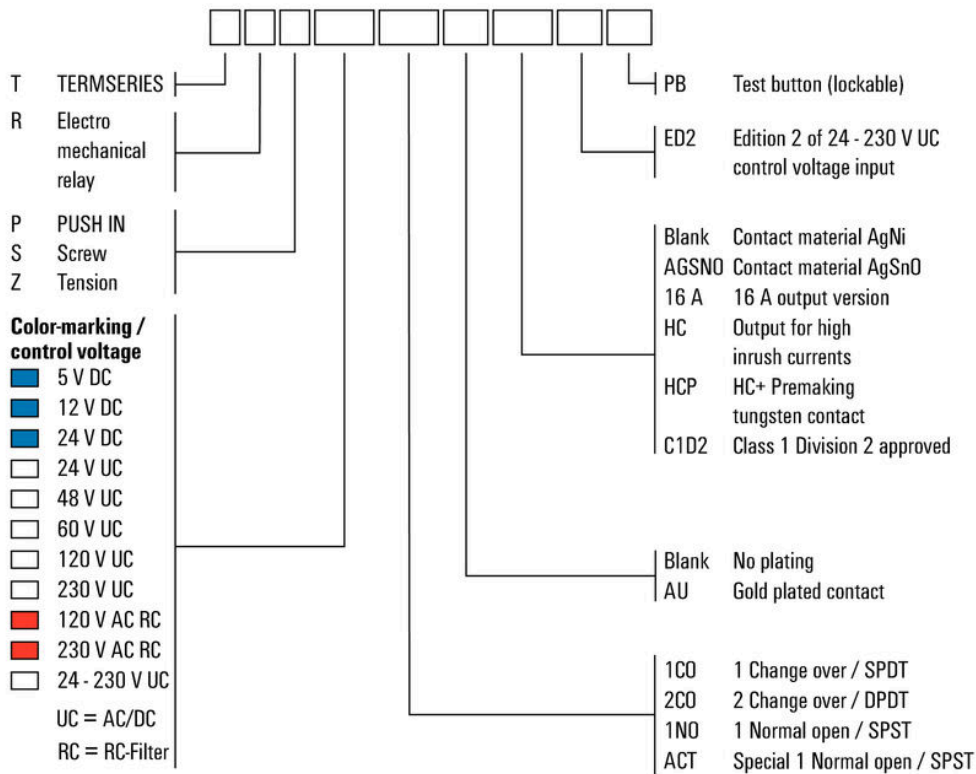 T TERMSERIES
R Electro
mechanical
relay
P PUSH IN
S Screw
Z Tension
Color-marking /
control voltage
5 V DC
12 V DC
24 V DC
24 V UC
48 V UC
60 V UC
120 V UC
230 V UC
120 V AC RC
230 V AC RC
24 - 230 V UC
UC = AC/DC
RC = RC-Filter
PB Test button (lockable)
ED2 Edition 2 of 24 - 230 V UC
control voltage input
Blank Contact material AgNi
AGSNO Contact material AgSnO
16 A 16 A output version
HC Output for high
inrush currents
HCP HC+ Premaking
tungsten contact
C1D2 Class 1 Division 2 approved
Blank No plating
AU Gold plated contact
1CO 1 Change over / SPDT
2CO 2 Change over / DPDT
1NO 1 Normal open / SPST
ACT Special 1 Normal open / SPST